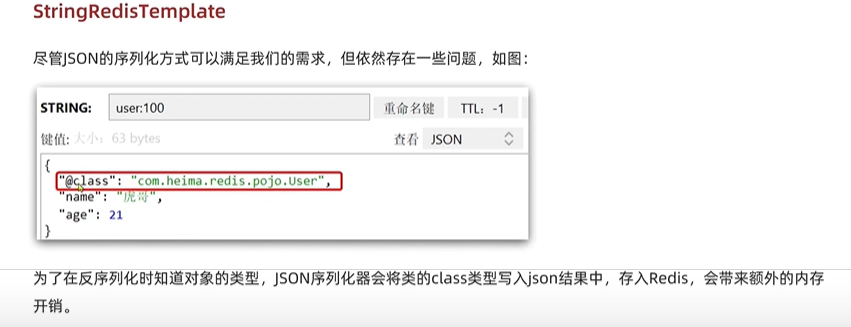 StringRedisTemplate
尽管JSON的序列化方式可以满足我们的需求，但依然存在一些问题，如图：
STRING: user:100 重命名键 TTL: -1
键值: 大小: 63 bytes 查看 JSON
{
"@class": "com.heima.redis.pojo.User",
"name": "虎哥",
"age": 21
}
为了在反序列化时知道对象的类型，JSON序列化器会将类的class类型写入json结果中，存入Redis，会带来额外的内存
开销。